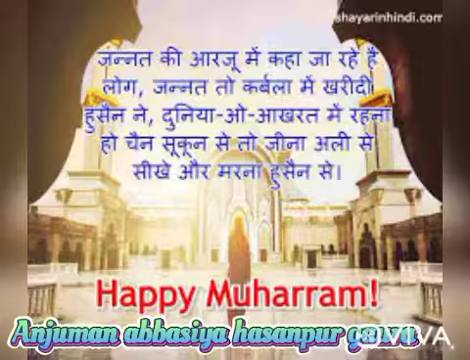 shayarinhindi.com
जन्नत की आरजू में कहा जा रहे है
लोग, जन्नत तो कर्बला में खरीदी
हुसैन ने, दुनिया-ओ-आखरत में रहना
हो चैन सूकून से तो जीना अली से
सीखे और मरना हुसैन से।
Happy Muharram!
Anjuman abbasiya hasanpur
VIVA